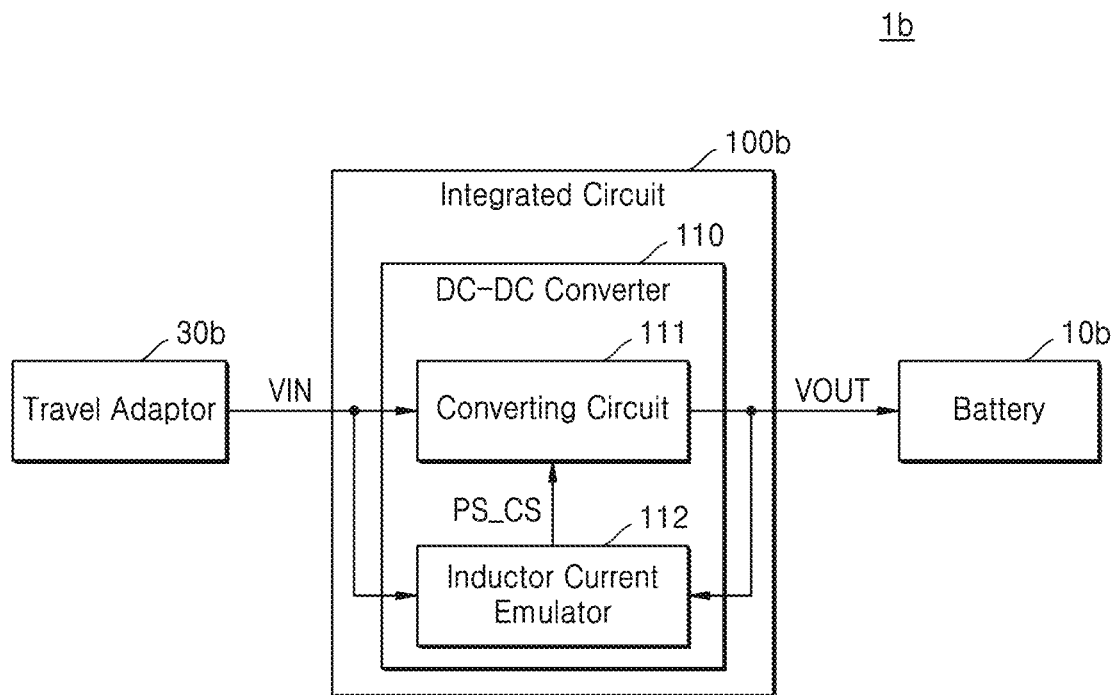 1b
100b
Integrated Circuit
110
DC-DC Converter
30b
111
10b
Travel Adaptor
VIN
Converting Circuit
VOUT
Battery
PS_CS
112
Inductor Current
Emulator